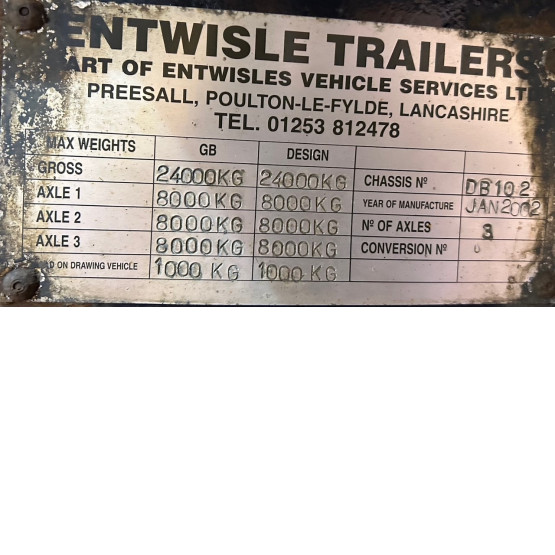 ENTWISLE TRAILERS
PART OF ENTWISLES VEHICLE SERVICES LT
PREESALL, POULTON-LE-FYLDE, LANCASHIRE
TEL. 01253 812478
MAX WEIGHTS GB DESIGN
GROSS 24000KG 24000KG CHASSIS Nº DB102
AXLE 1 8000KG 8000KG YEAR OF MANUFACTURE JAN2002
AXLE 2 8000KG 8000KG Nº OF AXLES 3
AXLE 3 8000KG 8000KG CONVERSION Nº
ON DRAWING VEHICLE 1000 KG 1000 KG